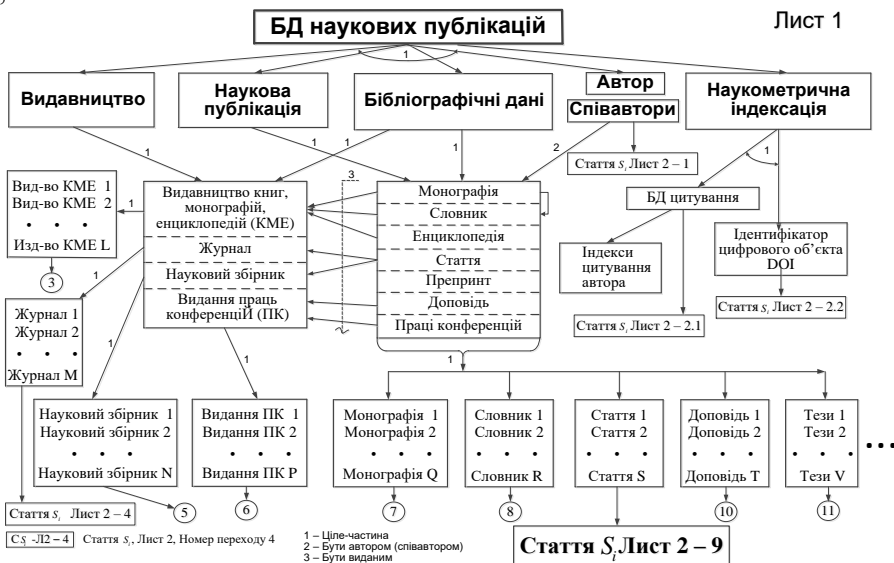 БД наукових публікацій
Лист 1
1
Видавництво
Наукова
публікація
Бібліографічні дані
Автор
Співавтори
Наукометрична
індексація
1
1
1
1
2
1
Стаття Si Лист 2 – 1
3
Вид-во КМЕ 1
Вид-во КМЕ 2
• • •
Изд-во КМЕ L
1
3
Видавництво книг,
монографій,
енциклопедій (КМЕ)
Журнал
Науковий збірник
Видання праць
конференцій (ПК)
Монографія
Словник
Енциклопедія
Стаття
Препринт
Доповідь
Праці конференцій
БД цитування
Індекси
цитування
автора
Ідентифікатор
цифрового об’єкта
DOI
Стаття Si Лист 2 – 2.2
Стаття Si Лист 2 – 2.1
1
1
1
1
Журнал 1
Журнал 2
• • •
Журнал M
Науковий збірник 1
Науковий збірник 2
• • •
Науковий збірник N
Видання ПК 1
Видання ПК 2
• • •
Видання ПК P
Монографія 1
Монографія 2
• • •
Монографія Q
Словник 1
Словник 2
• • •
Словник R
Стаття 1
Стаття 2
• • •
Стаття S
Доповідь 1
Доповідь 2
• • •
Доповідь T
Тези 1
Тези 2
• • •
Тези V
• • •
5
6
7
8
10
11
Стаття Si Лист 2 – 4
С Si -Л2 – 4 Стаття Si, Лист 2, Номер переходу 4
1 – Ціле-частина
2 – Бути автором (співавтором)
3 – Бути виданим
Стаття Si Лист 2 – 9